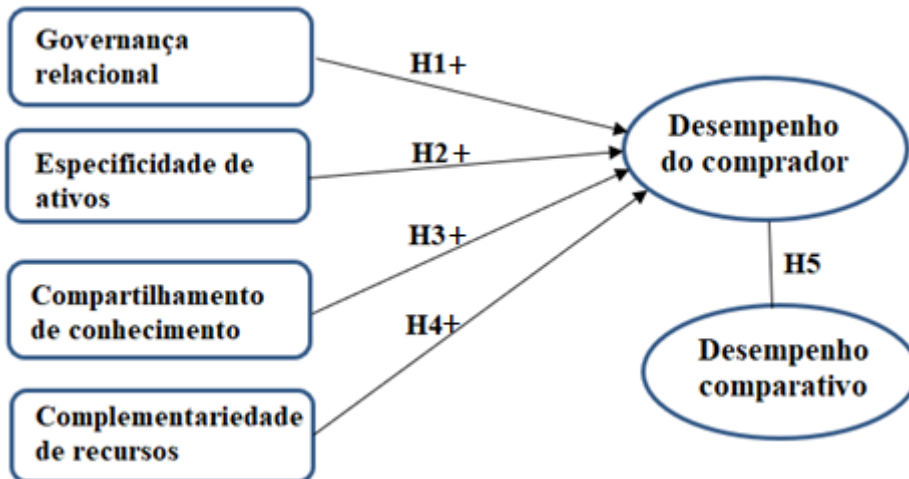 Governança
relacional
H1+
Especificidade de
ativos
H2+
Compartilhamento
de conhecimento
H3+
Complementariedade
de recursos
H4+
Desempenho
do comprador
H5
Desempenho
comparativo